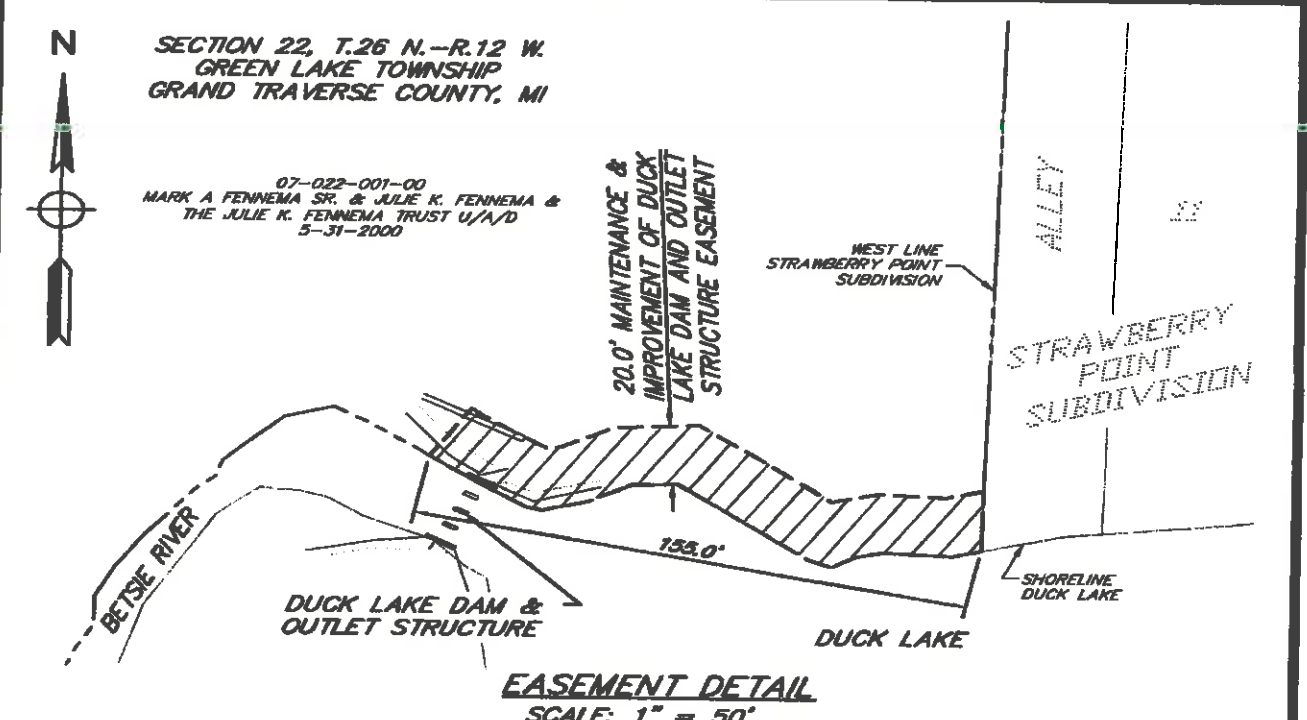 N
SECTION 22, T.26 N.-R.12 W.
GREEN LAKE TOWNSHIP
GRAND TRAVERSE COUNTY, MI
07-022-001-00
MARK A FENNEMA SR. & JULIE K. FENNEMA &
THE JULIE K. FENNEMA TRUST U/A/D
5-31-2000
20.0' MAINTENANCE &
IMPROVEMENT OF DUCK
LAKE DAM AND OUTLET
STRUCTURE EASEMENT
WEST LINE
STRAWBERRY POINT
SUBDIVISION
ALLEY
22
STRAWBERRY
POINT
SUBDIVISION
BETSIE RIVER
155.0'
DUCK LAKE DAM &
OUTLET STRUCTURE
SHORELINE
DUCK LAKE
DUCK LAKE
EASEMENT DETAIL
SCALE: 1" = 50'